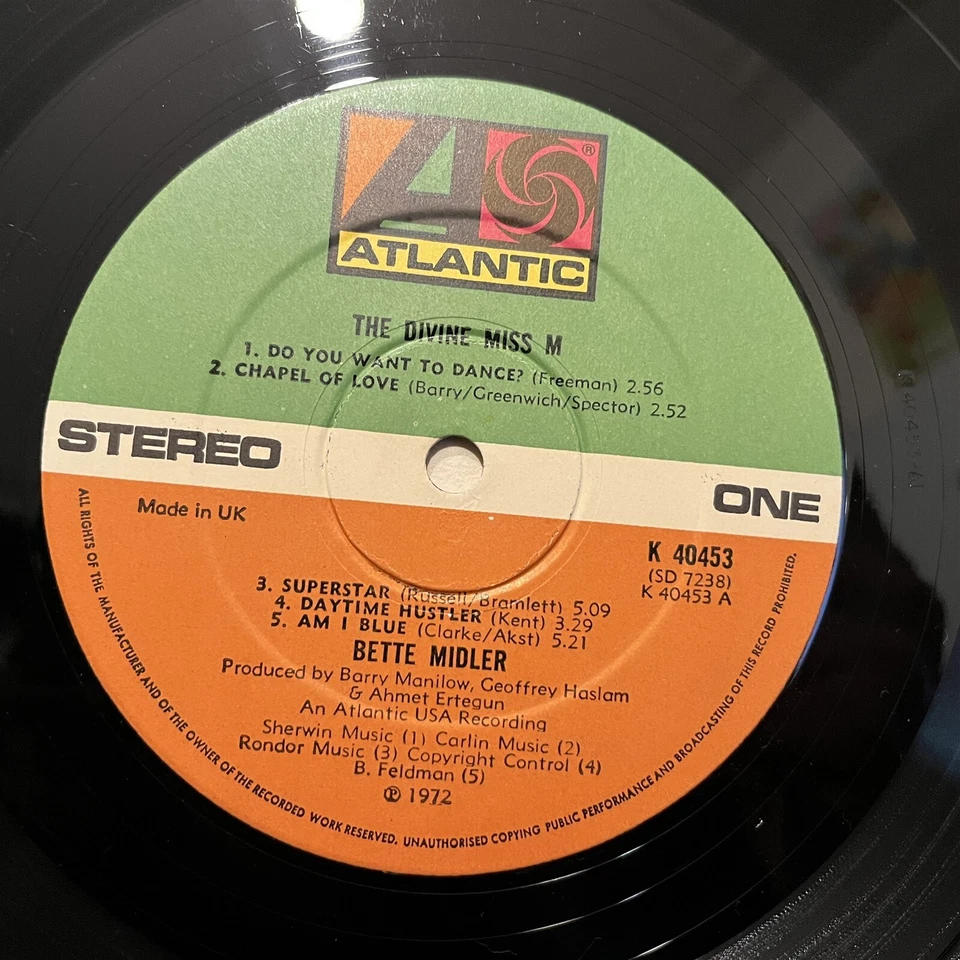 ®
ATLANTIC
THE DIVINE MISS M
1. DO YOU WANT TO DANCE? (Freeman) 2.56
2. CHAPEL OF LOVE (Barry/Greenwich/Spector) 2.52
STEREO
ONE
Made in UK
K 40453
(SD 7238)
K 40453 A
3. SUPERSTAR (Russell/Bramlett) 5.09
4. DAYTIME HUSTLER (Kent) 3.29
5. AM I BLUE (Clarke/Akst) 5.21
BETTE MIDLER
Produced by Barry Manilow, Geoffrey Haslam
& Ahmet Ertegun
An Atlantic USA Recording
Sherwin Music (1) Carlin Music (2)
Rondor Music (3) Copyright Control (4)
B. Feldman (5)
℗ 1972
ALL RIGHTS OF THE MANUFACTURER AND OF THE OWNER OF THE RECORDED WORK RESERVED. UNAUTHORISED COPYING PUBLIC PERFORMANCE AND BROADCASTING OF THIS RECORD PROHIBITED.